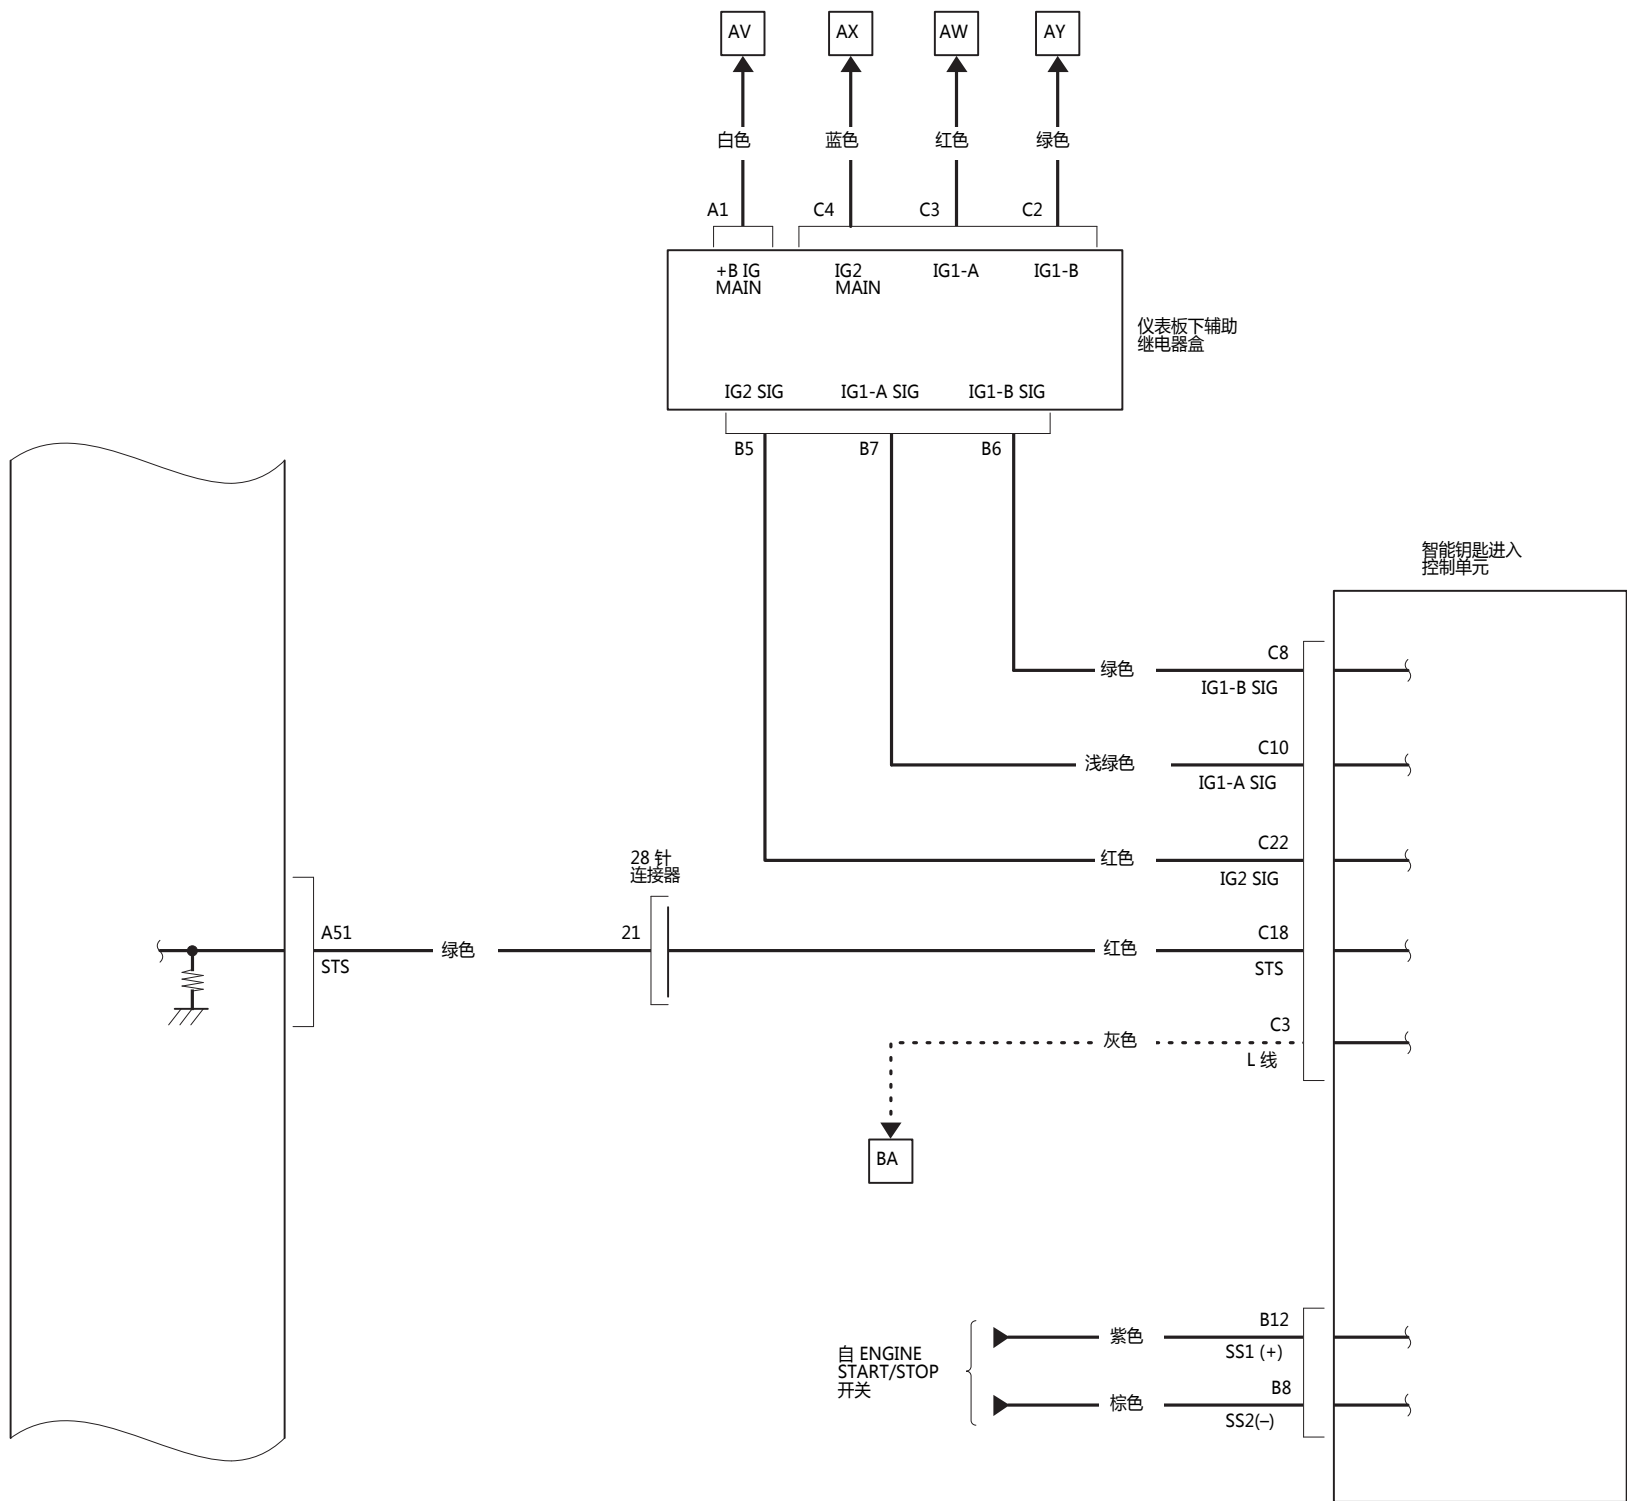 AV
AX
AW
AY
白色
蓝色
红色
绿色
A1
C4
C3
C2
+B IG
MAIN
IG2
MAIN
IG1-A
IG1-B
仪表板下辅助
继电器盒
IG2 SIG
IG1-A SIG
IG1-B SIG
B5
B7
B6
智能钥匙进入
控制单元
绿色
C8
IG1-B SIG
浅绿色
C10
IG1-A SIG
28 针
连接器
红色
C22
IG2 SIG
A51
STS
绿色
21
红色
C18
STS
灰色
C3
L 线
BA
自 ENGINE
START/STOP
开关
紫色
B12
SS1 (+)
棕色
B8
SS2(–)